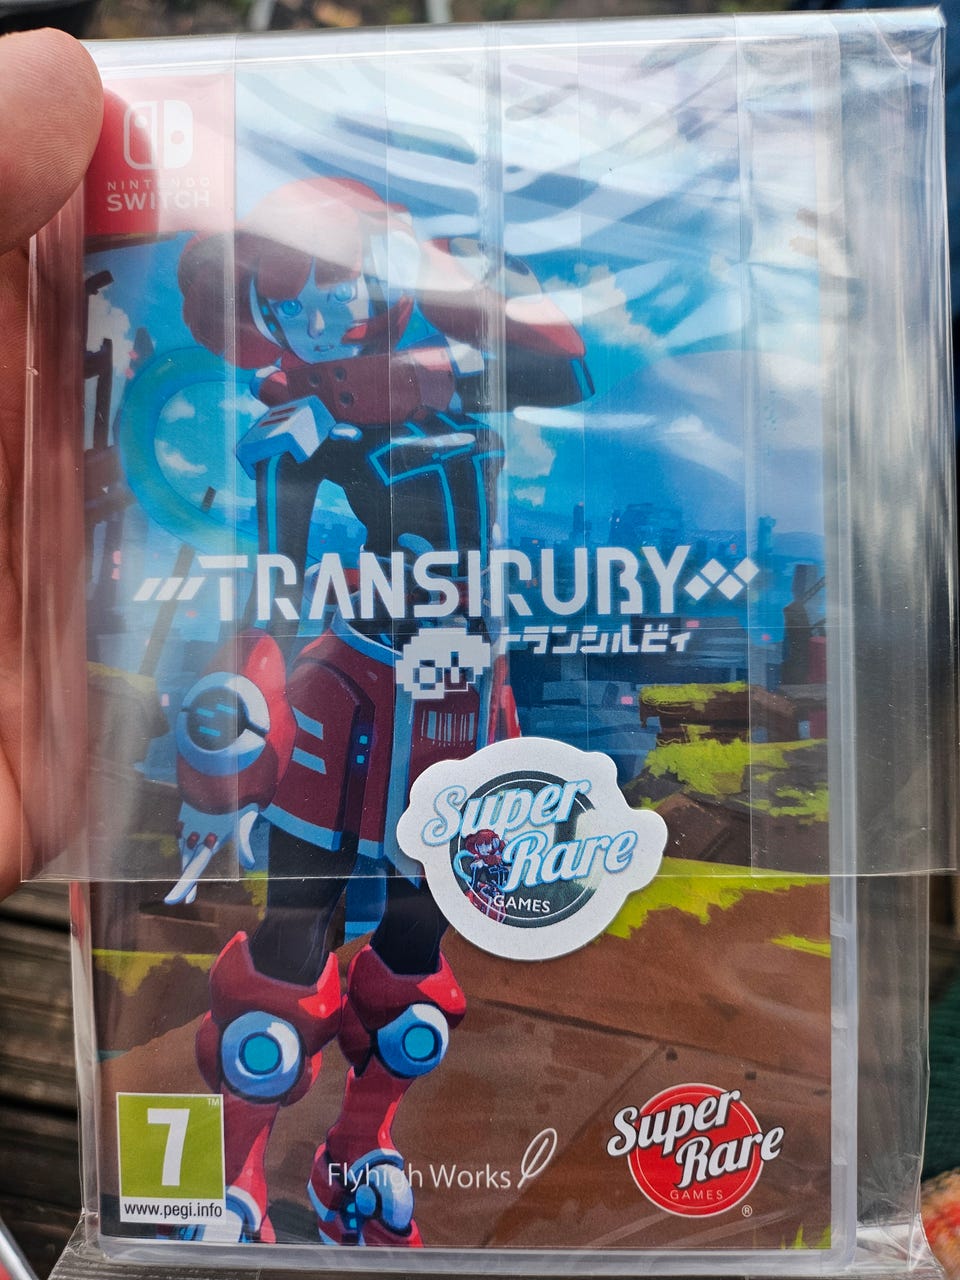 NINTENDO
SWITCH
TRANSIRUBY
トランシルビィ
Super
Rare
GAMES
7
TM
www.pegi.info
Flyhigh Works
Super
Rare
GAMES
®